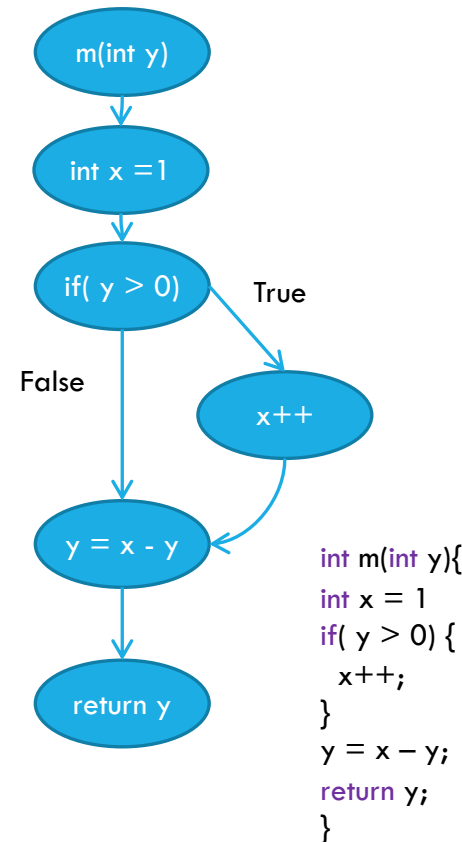 m(int y)
int x =1
if( y > 0)
True
False
x++
y = x - y
return y
int m(int y){
int x = 1
if( y > 0) {
x++;
}
y = x – y;
return y;
}